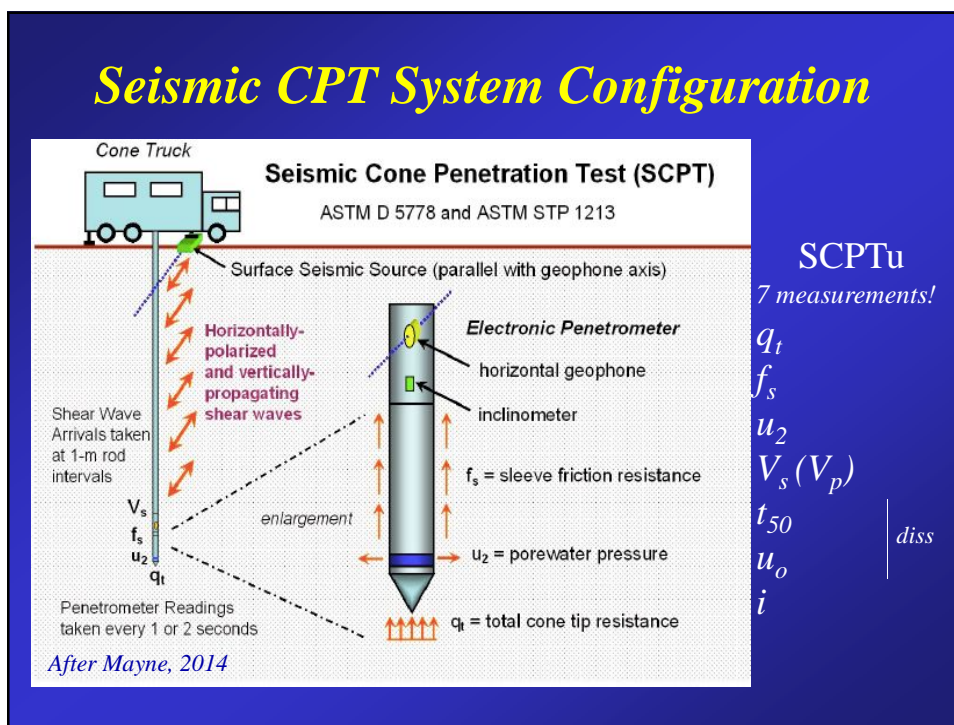 Seismic CPT System Configuration
Cone Truck
Seismic Cone Penetration Test (SCPT)
ASTM D 5778 and ASTM STP 1213
Surface Seismic Source (parallel with geophone axis)
Horizontally-
polarized
and vertically-
propagating
shear waves
Electronic Penetrometer
horizontal geophone
inclinometer
Shear Wave
Arrivals taken
at 1-m rod
intervals
fs = sleeve friction resistance
enlargement
Vs
fs
u2
qt
u2 = porewater pressure
Penetrometer Readings
taken every 1 or 2 seconds
qt = total cone tip resistance
After Mayne, 2014
SCPTu
7 measurements!
qt
fs
u2
Vs (Vp)
t50
uo
i
diss